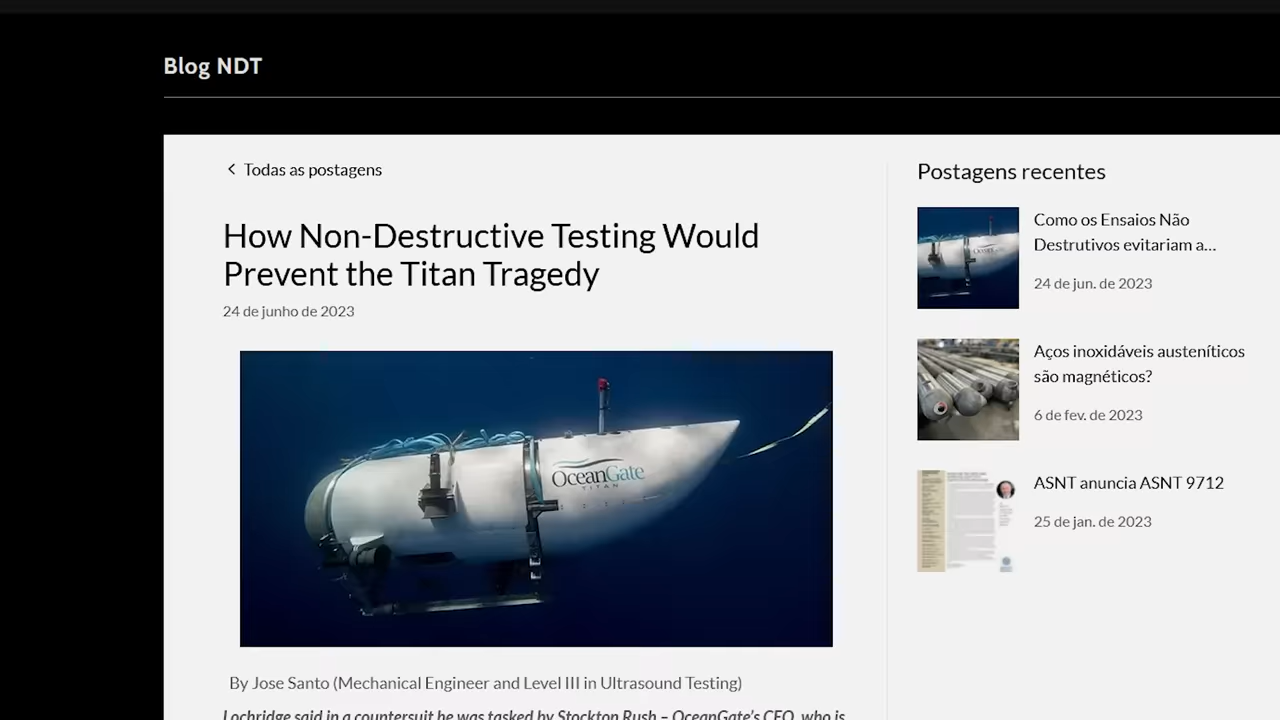 Blog NDT
Todas as postagens
How Non-Destructive Testing Would
Prevent the Titan Tragedy
24 de junho de 2023
OceanGate
TITAN
By Jose Santo (Mechanical Engineer and Level III in Ultrasound Testing)
Lochridge said in a countersuit he was tasked by Stockton Rush – OceanGate's CEO, who is
Postagens recentes
Como os Ensaios Não
Destrutivos evitariam a...
24 de jun. de 2023
Aços inoxidáveis austeníticos
são magnéticos?
6 de fev. de 2023
ASNT anuncia ASNT 9712
25 de jan. de 2023